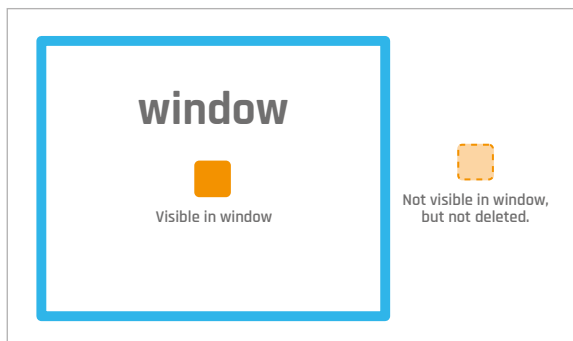 window
Visible in window
Not visible in window,
but not deleted.